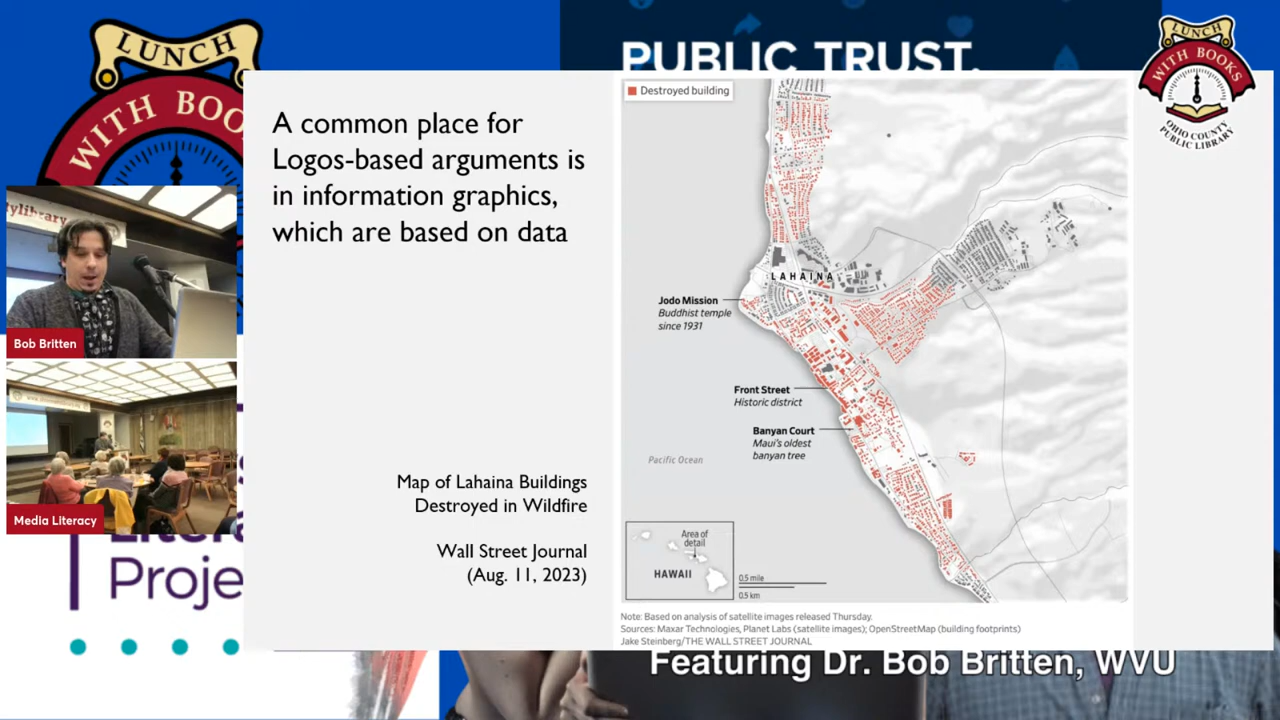 LUNCH
WITH BOO
PUBLIC TRUST.
LUNCH
WITH BOOKS
OHIO COUNTY
PUBLIC LIBRARY
A common place for
Logos-based arguments is
in information graphics,
which are based on data
Map of Lahaina Buildings
Destroyed in Wildfire
Wall Street Journal
(Aug. 11, 2023)
Destroyed building
LAHAINA
Jodo Mission
Buddhist temple
since 1931
Front Street
Historic district
Banyan Court
Maui's oldest
banyan tree
Pacific Ocean
Area of
detail
HAWAII
0.5 mile
0.5 km
Note: Based on analysis of satellite images released Thursday.
Sources: Maxar Technologies, Planet Labs (satellite images); OpenStreetMap (building footprints)
Jake Steinberg/THE WALL STREET JOURNAL
ylibrary
Bob Britten
Media Literacy
Proje
Featuring Dr. Bob Britten, WVU